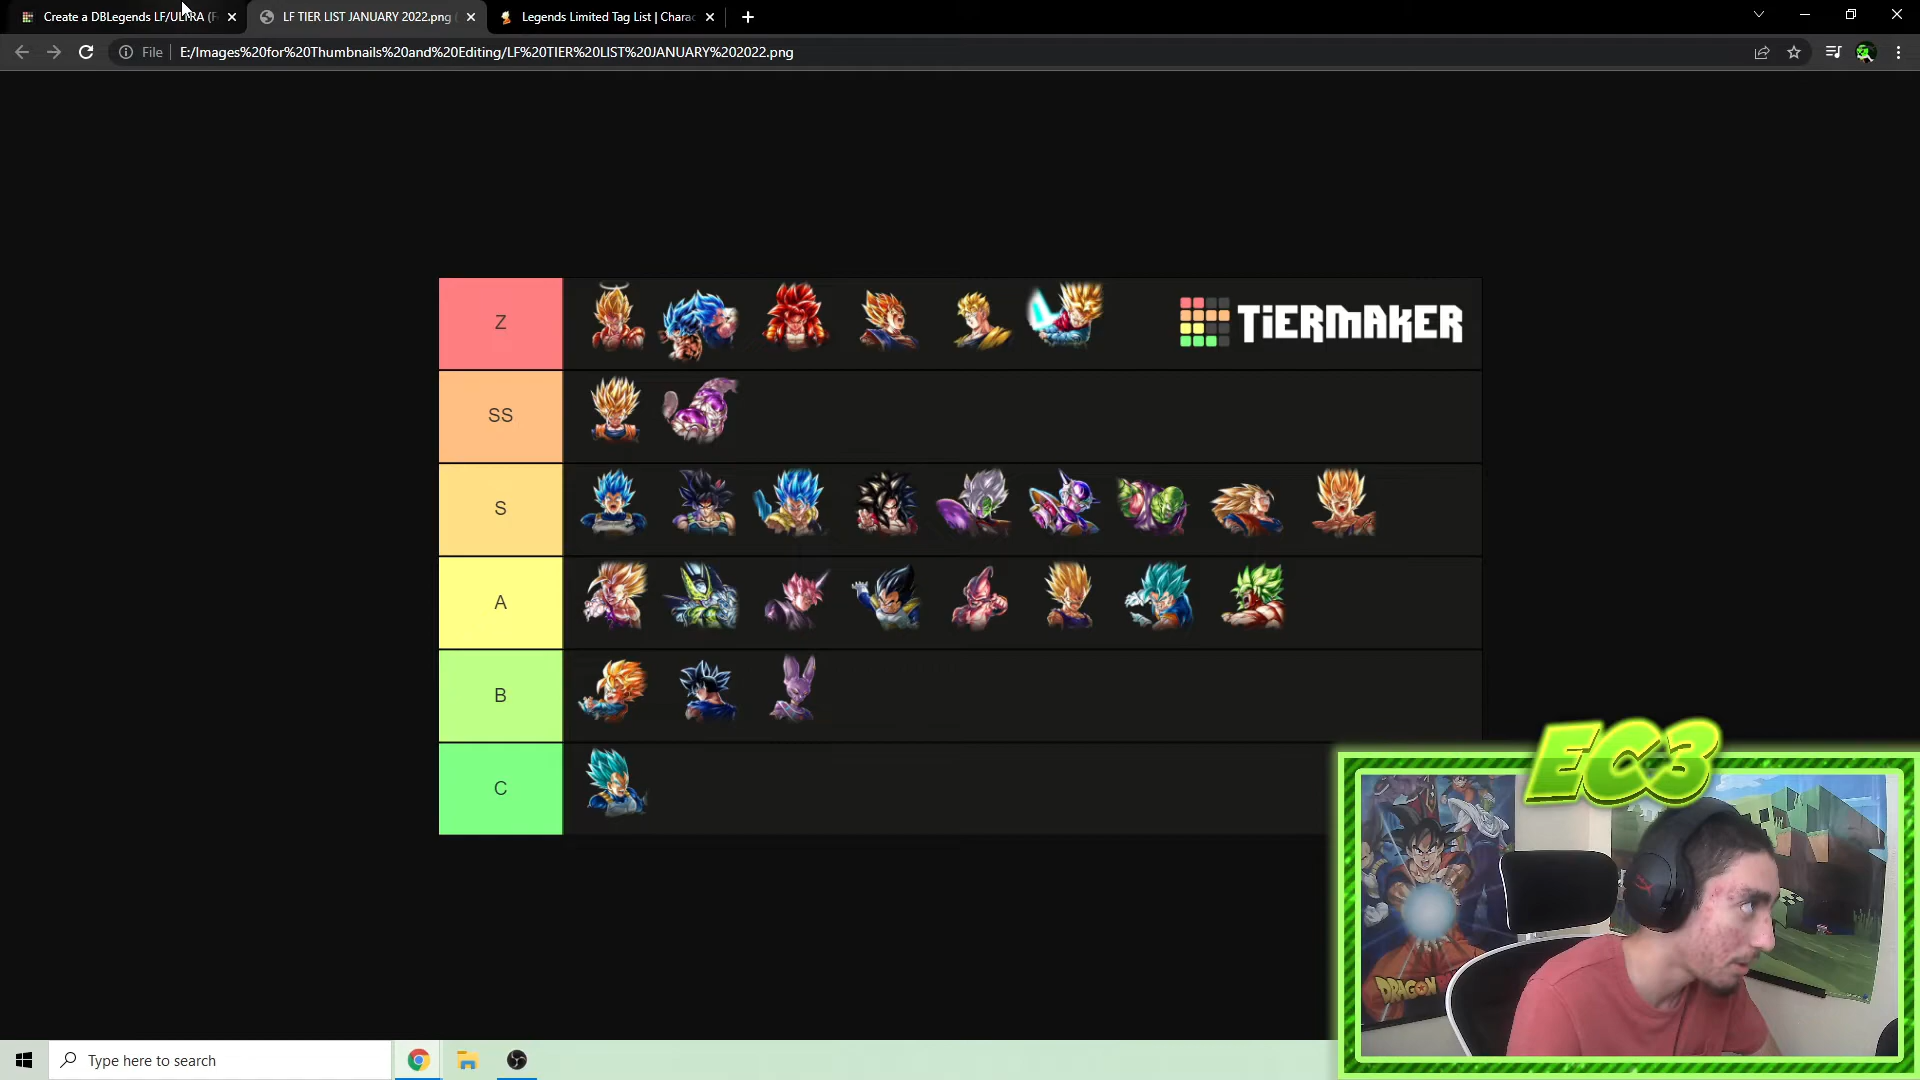 Create a DBLegends LF/ULTRA (F
LF TIER LIST JANUARY 2022.png (
Legends Limited Tag List | Charac
File
E:/Images%20for%20Thumbnails%20and%20Editing/LF%20TIER%20LIST%20JANUARY%202022.png
Z
TiERMAKER
SS
S
A
B
C
EC3
DRAGON
Type here to search